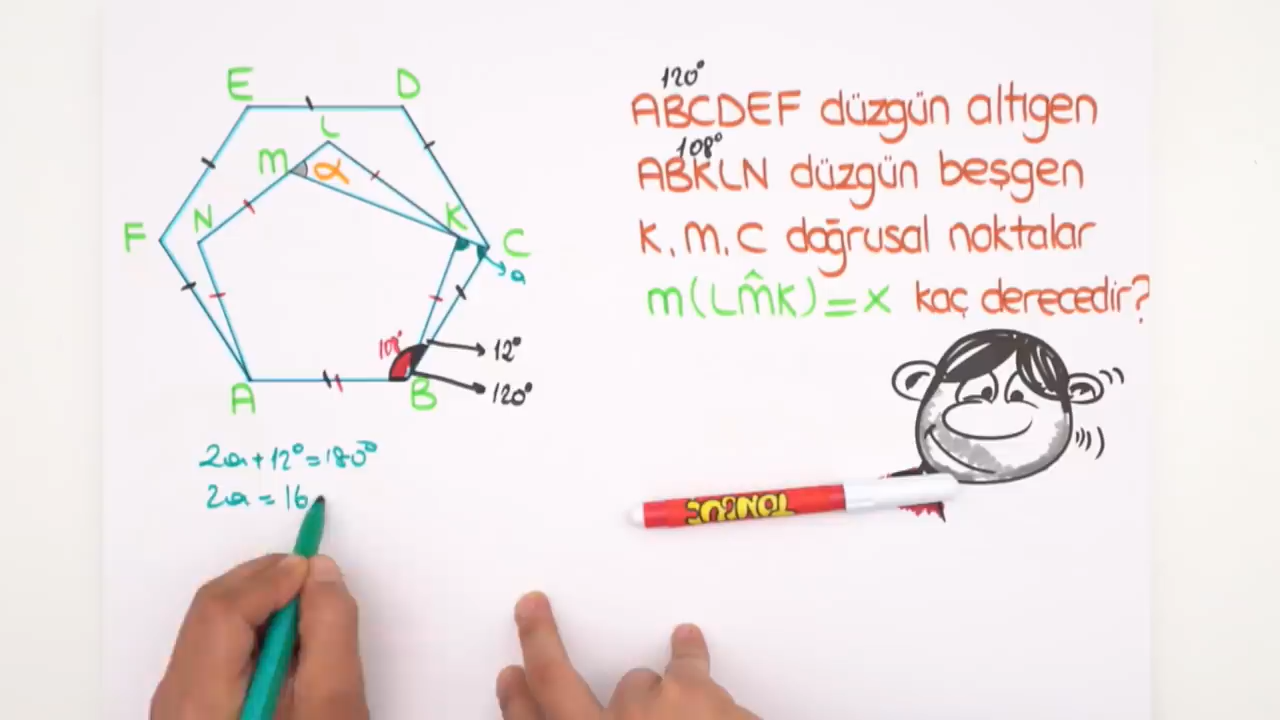 E
D
L
M
α
F
N
K
C
a
108°
12°
A
B
120°
2a+12°=180°
2a=16
120°
ABCDEF düzgün altıgen
108°
ABKLN düzgün beşgen
K, M, C doğrusal noktalar
m(LM̂K)=x kaç derecedir?
TONGUÇ